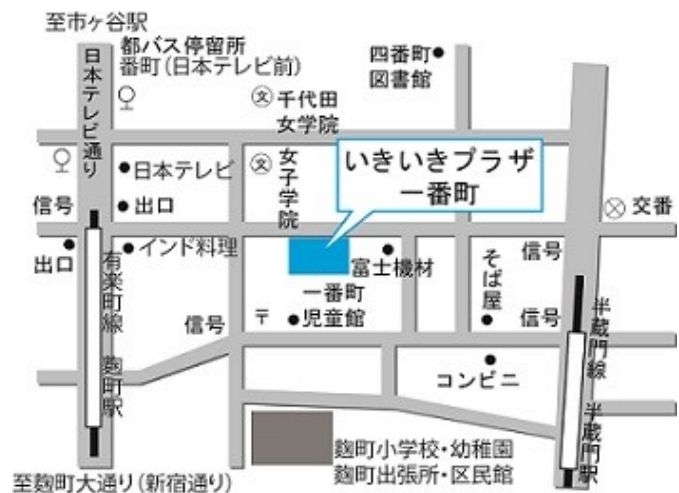 至市ヶ谷駅
日本テレビ通り
都バス停留所
番町(日本テレビ前)
四番町
図書館
文
千代田
女学院
日本テレビ
文
女子学院
いきいきプラザ
一番町
信号
出口
交番
出口
インド料理
富士機材
そば屋
信号
有楽町線 麹町駅
一番町
児童館
〒
信号
信号
半蔵門線 半蔵門駅
コンビニ
麹町小学校・幼稚園
麹町出張所・区民館
至麹町大通り(新宿通り)